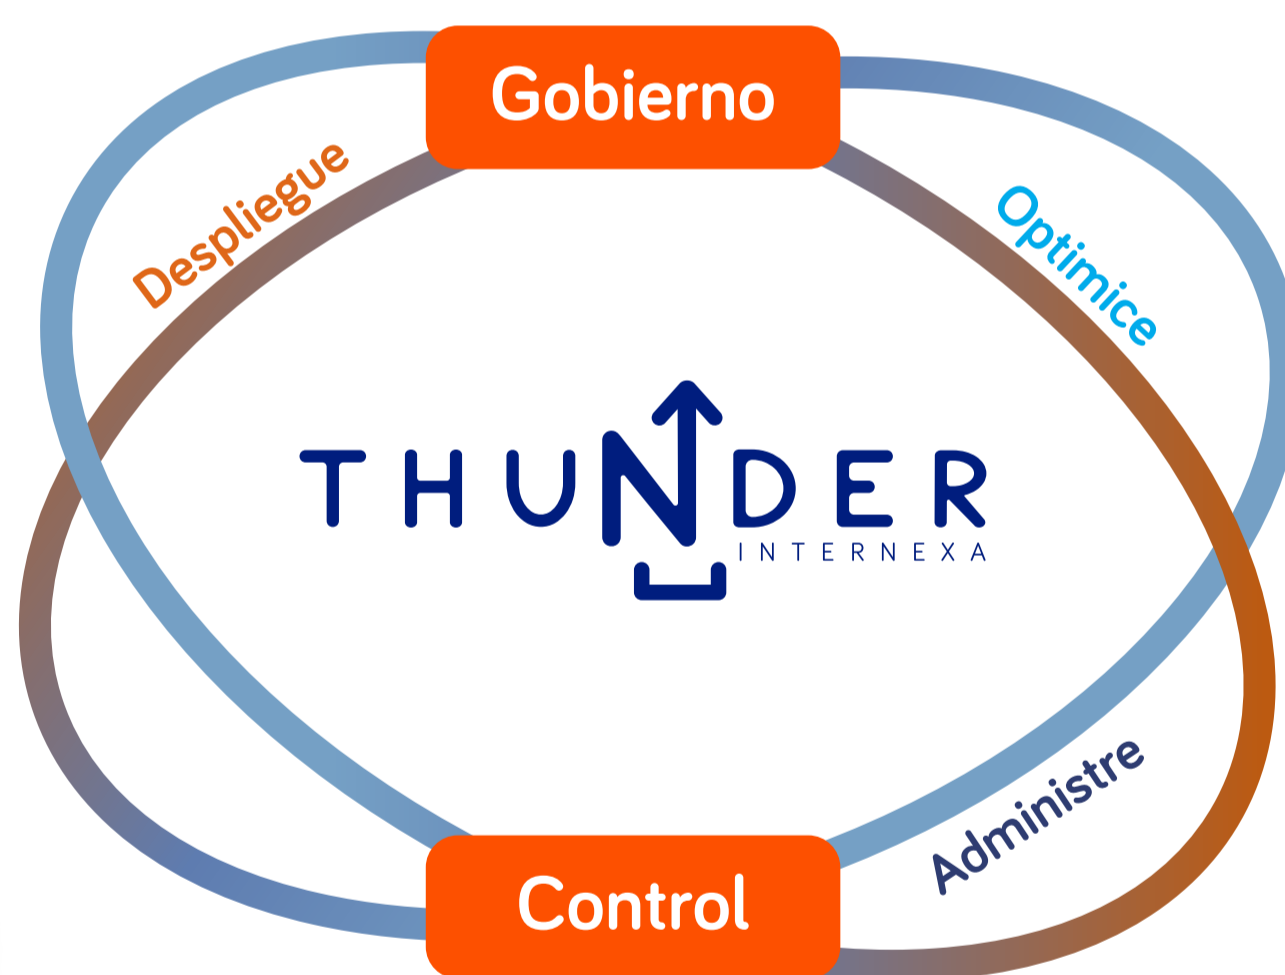 Gobierno
Despliegue
Optimice
THUNDER
INTERNEXA
Administre
Control